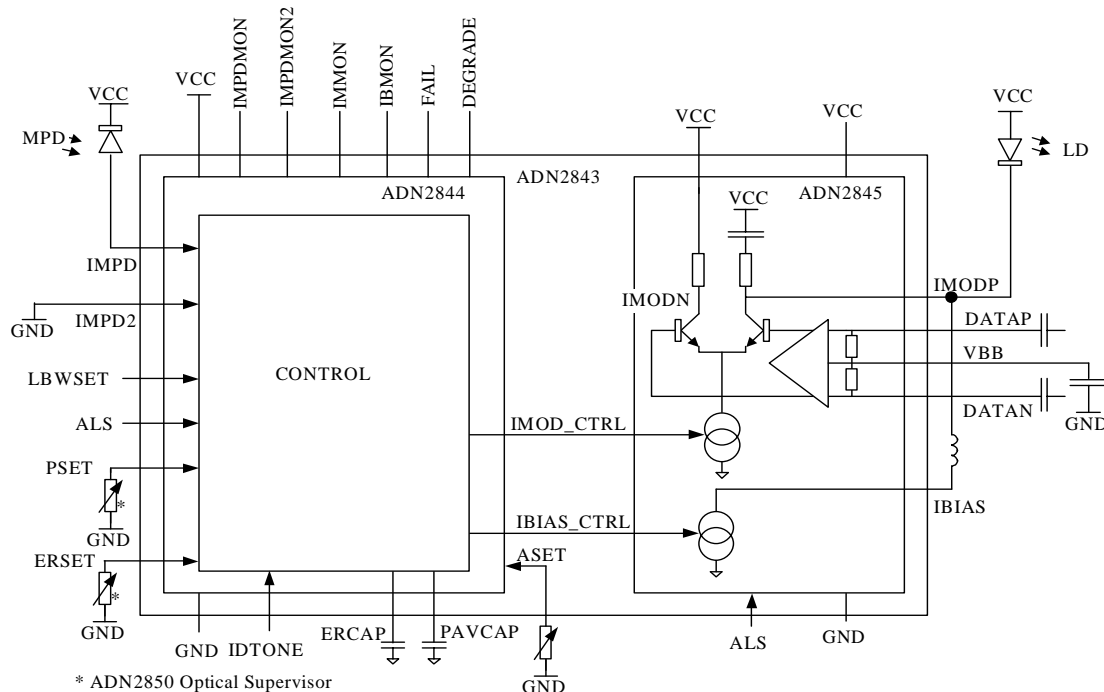 IMPDMON
IMPDMON2
IMMON
IBMON
FAIL
DEGRADE
VCC
VCC
VCC
VCC
VCC
MPD
LD
ADN2844
ADN2843
ADN2845
VCC
IMPD
IMODN
IMODP
IMPD2
GND
DATAP
VBB
DATAN
GND
CONTROL
LBWSET
ALS
IMOD_CTRL
PSET
*
GND
IBIAS
IBIAS_CTRL
ERSET
ASET
*
GND
ERCAP
PAVCAP
GND
IDTONE
ALS
GND
GND
* ADN2850 Optical Supervisor